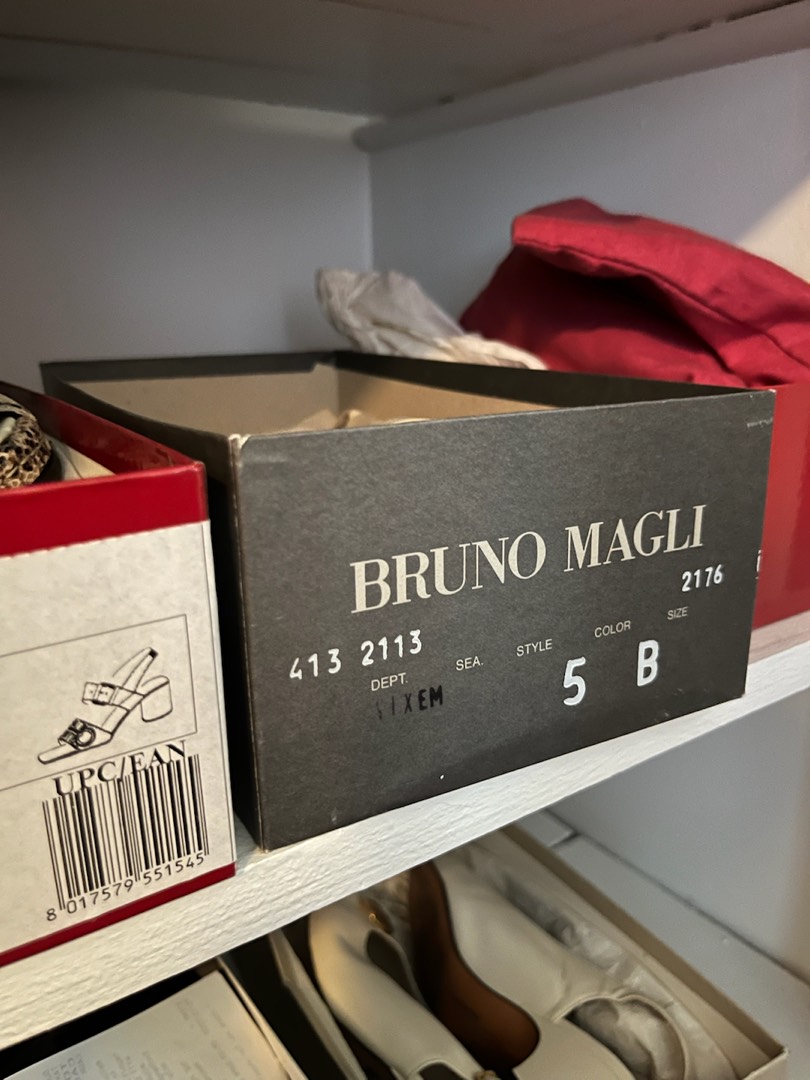 BRUNO MAGLI
2176
413 2113
DEPT. SEA. STYLE COLOR SIZE
5 B
UPC/EAN
8 017579 551545